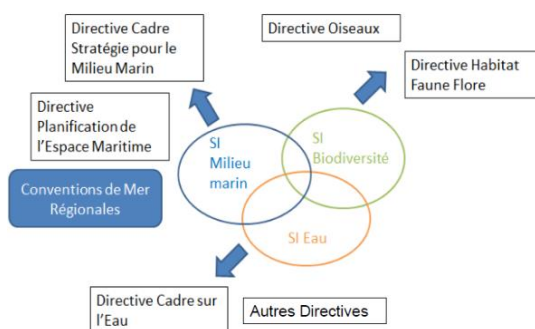 Directive Cadre
Stratégie pour le
Milieu Marin
Directive Oiseaux
Directive Habitat
Faune Flore
Directive
Planification de
l'Espace Maritime
SI
Milieu
marin
SI
Biodiversité
Conventions de Mer
Régionales
SI Eau
Directive Cadre sur
l'Eau
Autres Directives